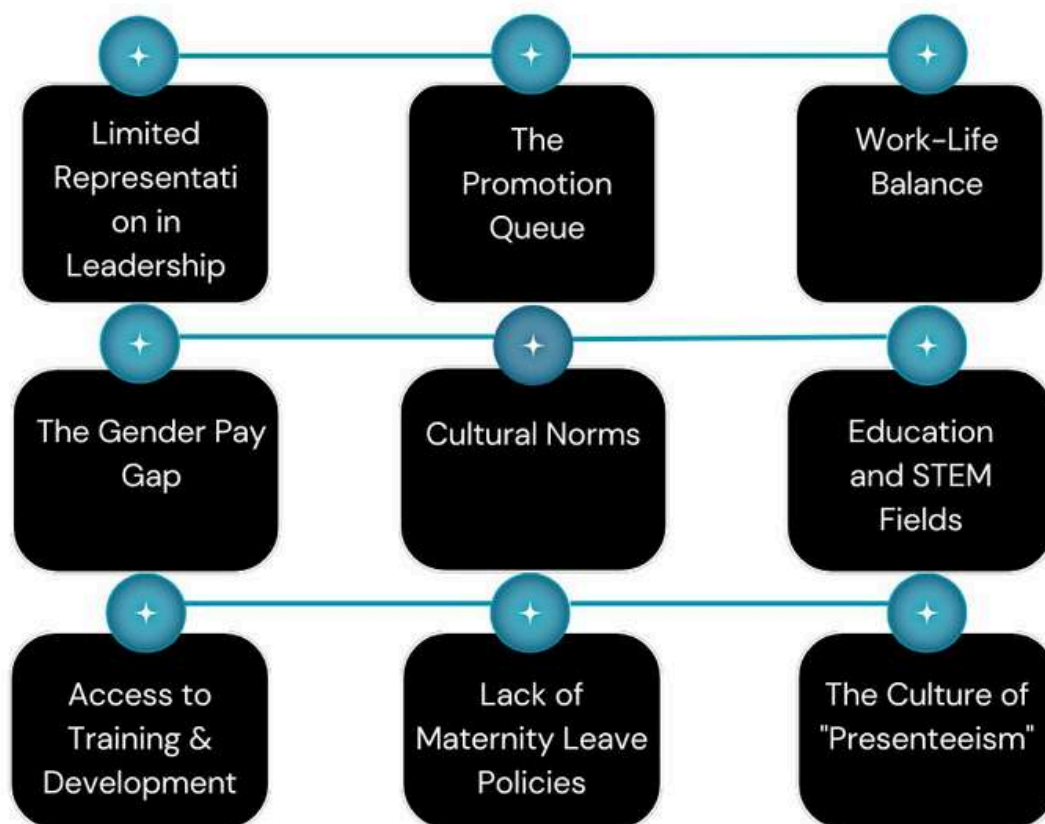 Limited
Representati
on in
Leadership
The
Promotion
Queue
Work-Life
Balance
The Gender Pay
Gap
Cultural Norms
Education
and STEM
Fields
Access to
Training &
Development
Lack of
Maternity Leave
Policies
The Culture of
"Presenteeism"